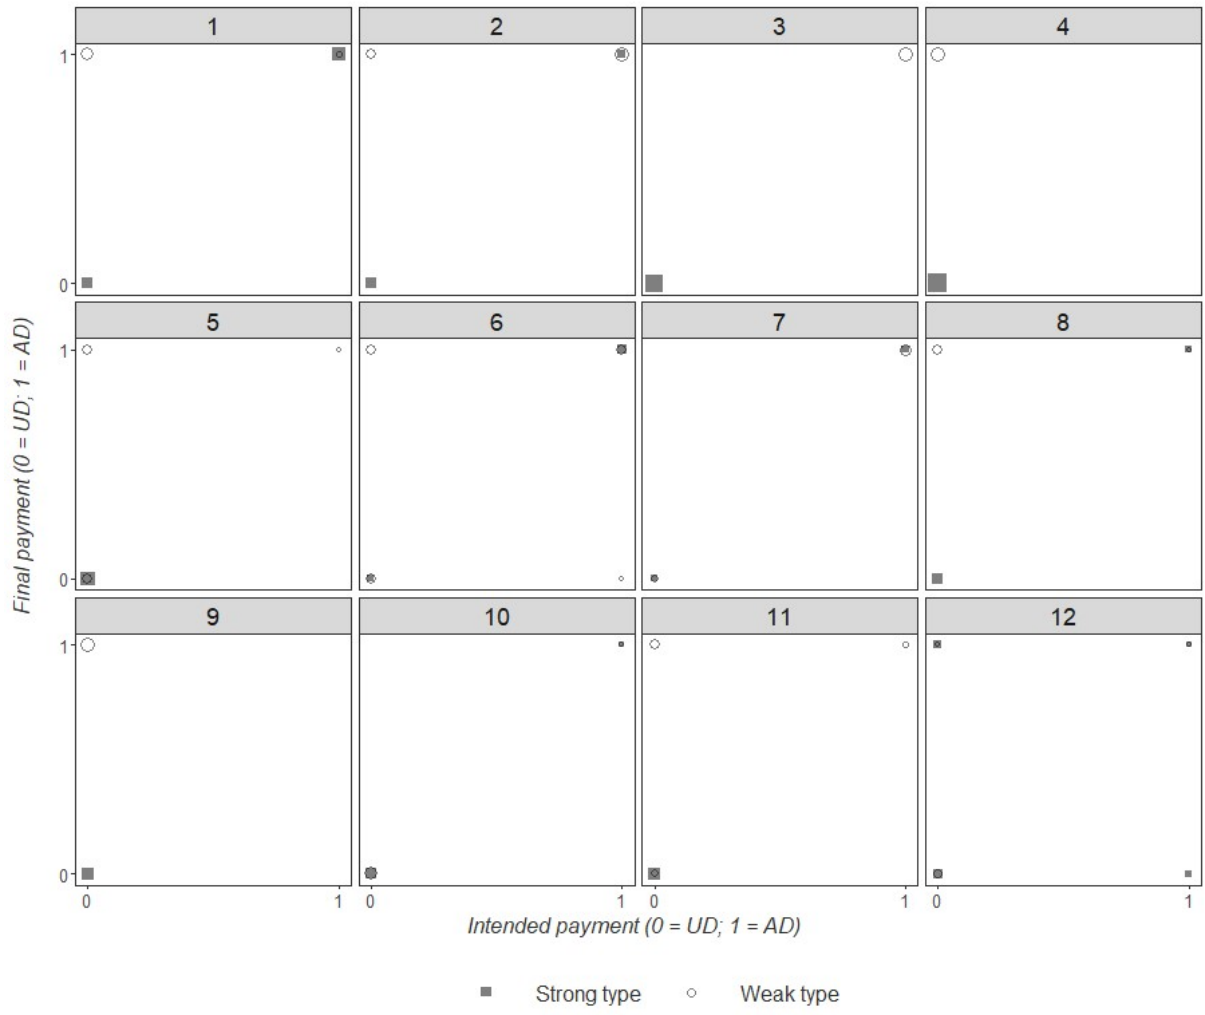 1 2 3 4
1
0
5 6 7 8
1
0
9 10 11 12
1
0
0 1 0 1 0 1 0 1
Final payment (0 = UD; 1 = AD)
Intended payment (0 = UD; 1 = AD)
Strong type Weak type